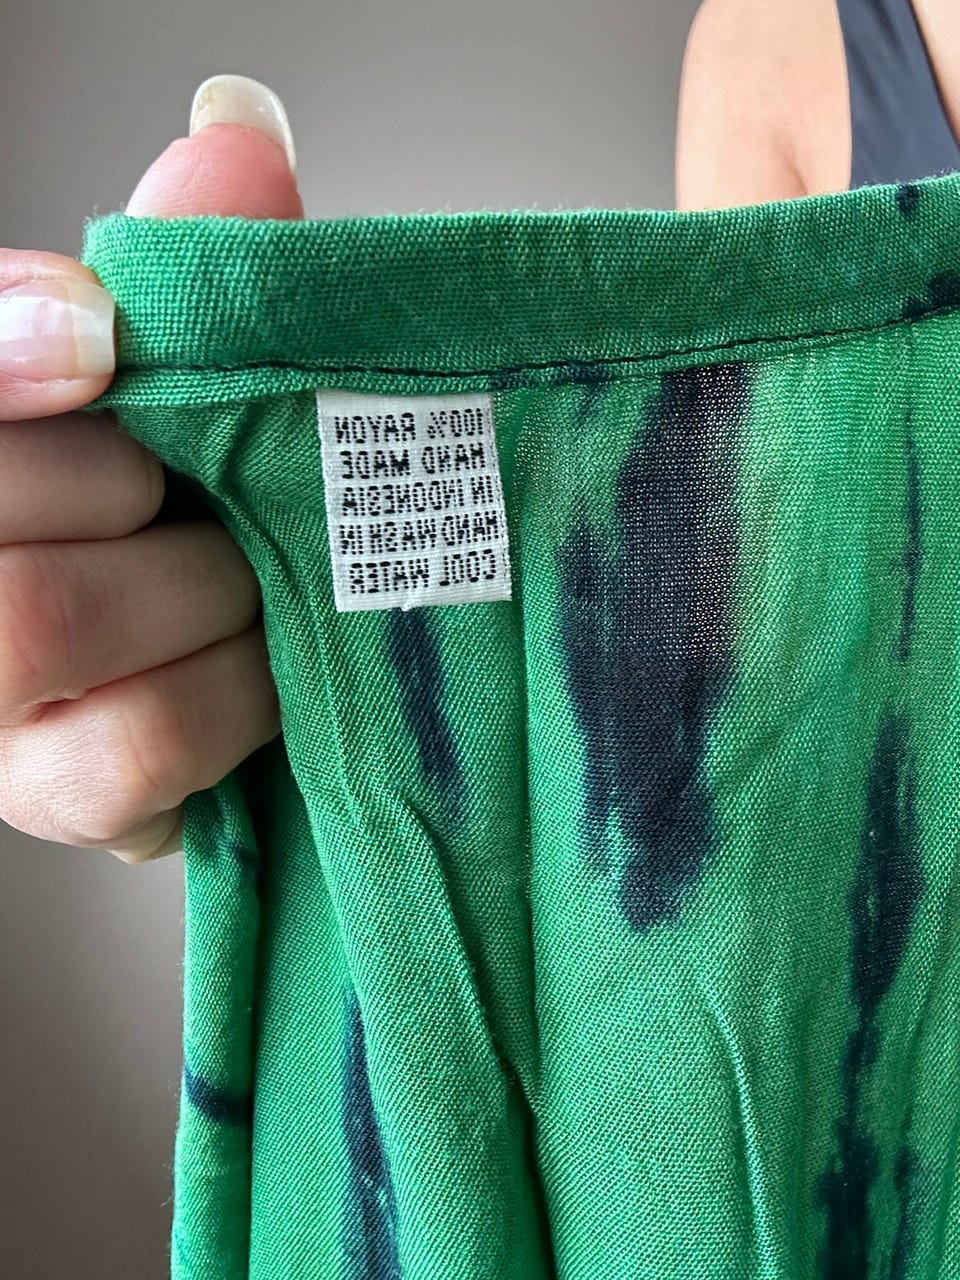 100% RAYON
HAND MADE
IN INDONESIA
HAND WASH IN
COOL WATER